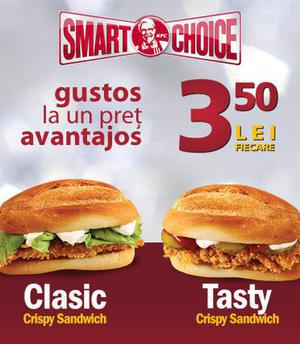 SMART CHOICE
KFC
gustos
la un preț
avantajos
3 50
LEI
FIECARE
Clasic
Crispy Sandwich
Tasty
Crispy Sandwich